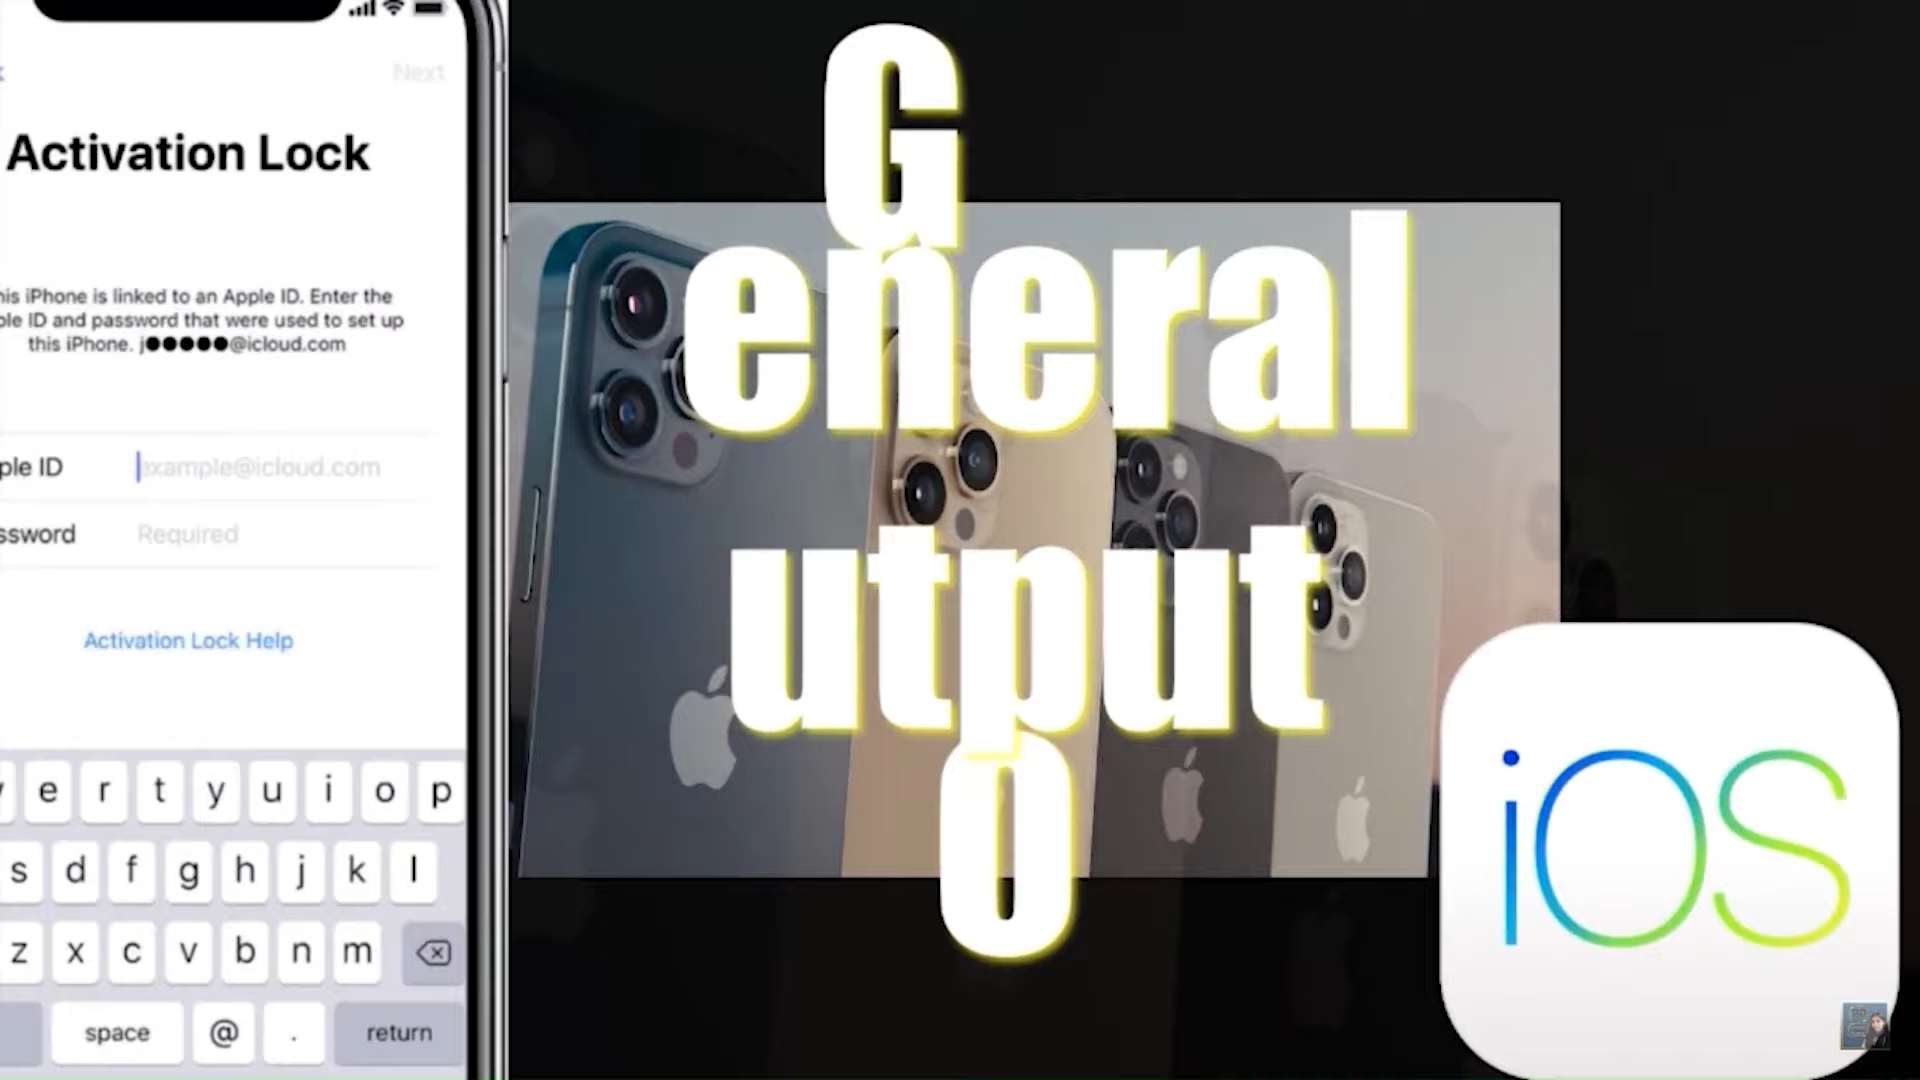 Next
Activation Lock
his iPhone is linked to an Apple ID. Enter the
ple ID and password that were used to set up
this iPhone. j●●●●●@icloud.com
ple ID example@icloud.com
ssword Required
Activation Lock Help
e r t y u i o p
s d f g h j k l
z x c v b n m
space @ . return
G
eneral
utput
O
iOS